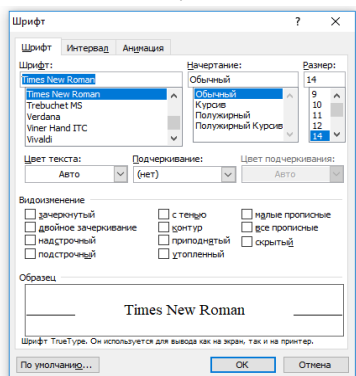 Шрифт ? ×
Шрифт Интервал Анимация
Шрифт: Начертание: Размер:
Times New Roman Обычный 14
Times New Roman Обычный 9
Trebuchet MS Курсив 10
Verdana Полужирный 11
Viner Hand ITC Полужирный Курсив 12
Vivaldi 14
Цвет текста: Подчеркивание: Цвет подчеркивания:
Авто (нет) Авто
Видоизменение
зачеркнутый с тенью малые прописные
двойное зачеркивание контур все прописные
надстрочный приподнятый скрытый
подстрочный утопленный
Образец
Times New Roman
Шрифт TrueType. Он используется для вывода как на экран, так и на принтер.
По умолчанию... ОК Отмена